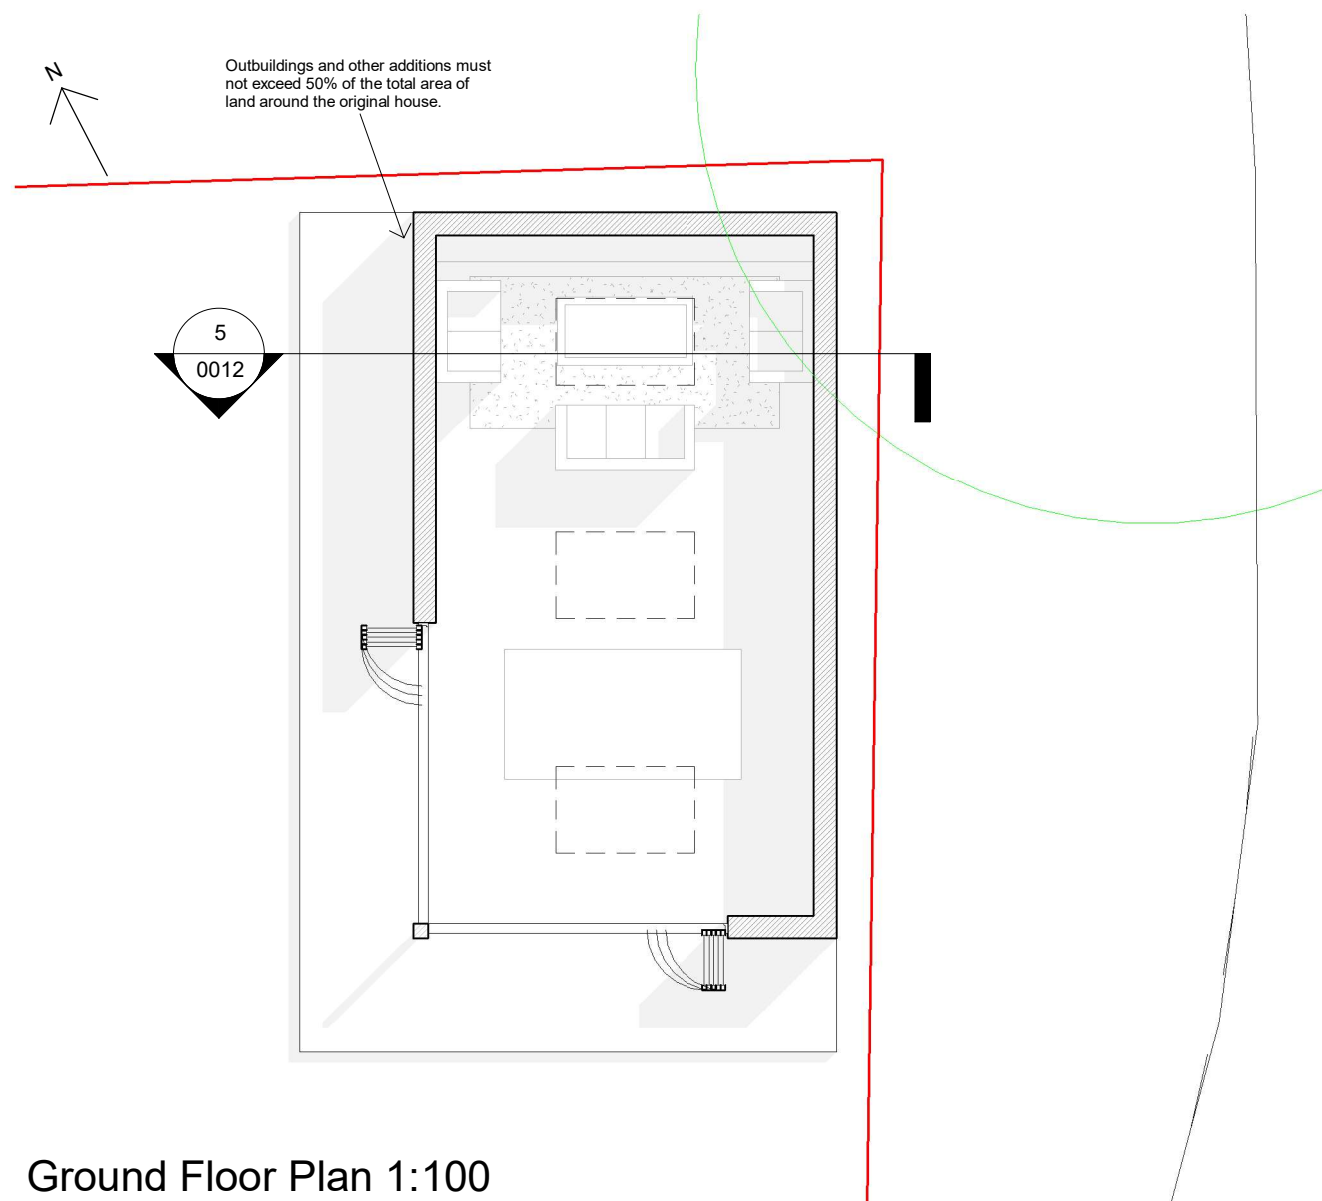 N
Outbuildings and other additions must
not exceed 50% of the total area of
land around the original house.
5
0012
Ground Floor Plan 1:100